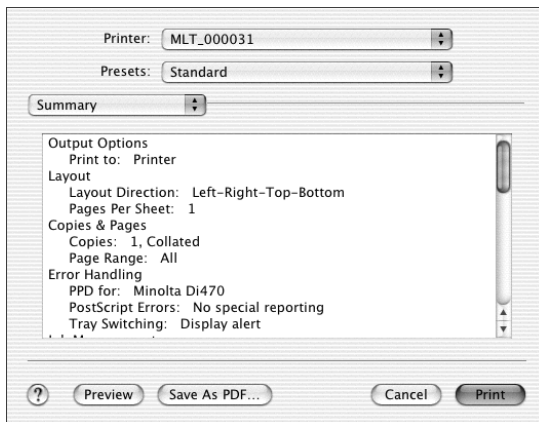 Printer: MLT_000031
Presets: Standard
Summary
Output Options
Print to: Printer
Layout
Layout Direction: Left-Right-Top-Bottom
Pages Per Sheet: 1
Copies & Pages
Copies: 1, Collated
Page Range: All
Error Handling
PPD for: Minolta Di470
PostScript Errors: No special reporting
Tray Switching: Display alert
? Preview Save As PDF... Cancel Print